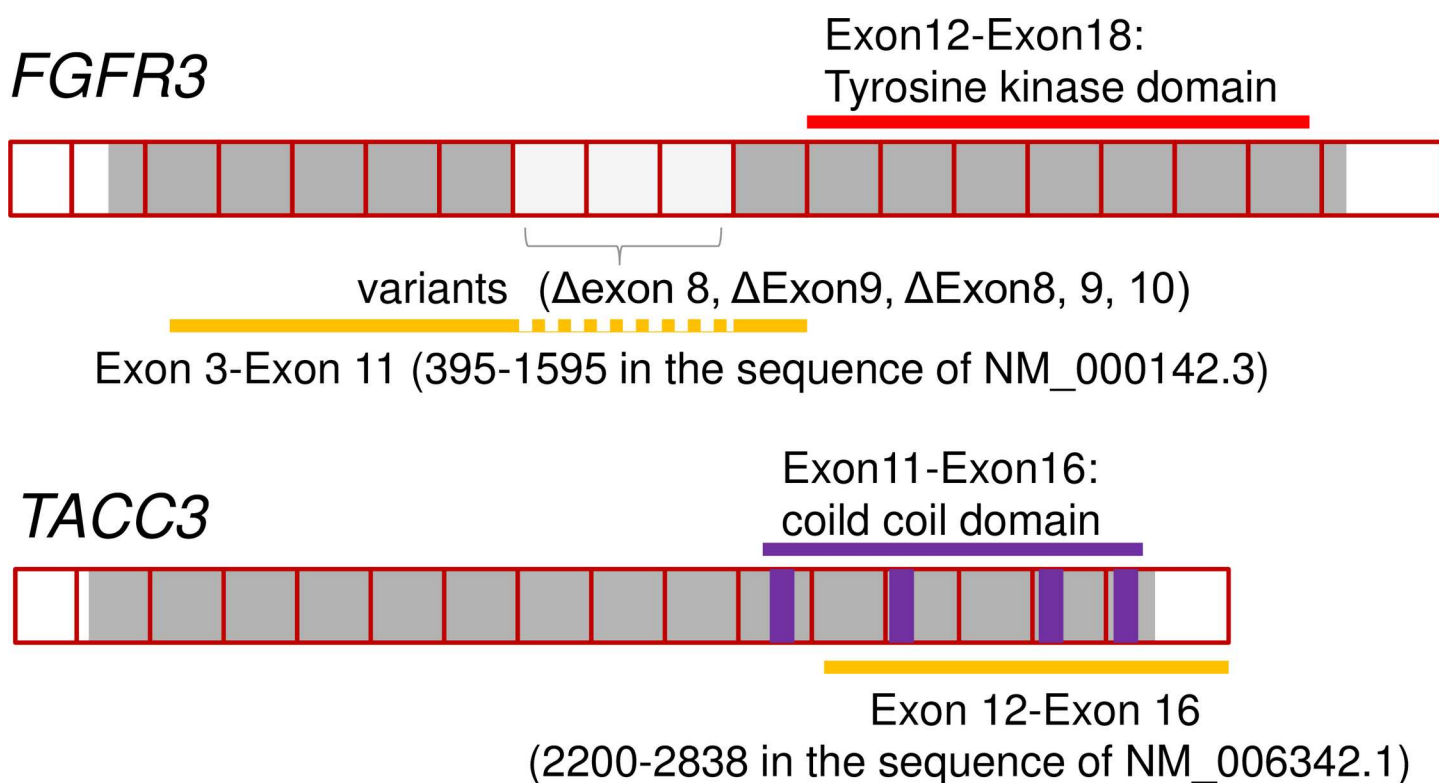 FGFR3
Exon12-Exon18:
Tyrosine kinase domain
variants (Δexon 8, ΔExon9, ΔExon8, 9, 10)
Exon 3-Exon 11 (395-1595 in the sequence of NM_000142.3)
TACC3
Exon11-Exon16:
coild coil domain
Exon 12-Exon 16
(2200-2838 in the sequence of NM_006342.1)